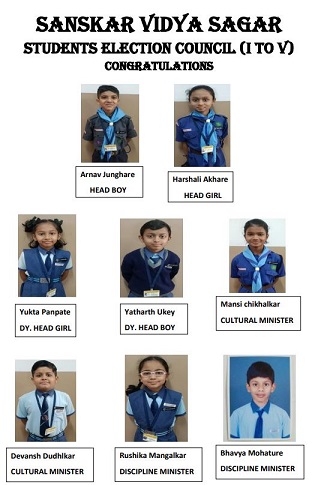 SANSKAR VIDYA SAGAR
STUDENTS ELECTION COUNCIL (I TO V)
CONGRATULATIONS
Arnav Junghare
HEAD BOY
Harshali Akhare
HEAD GIRL
Yukta Panpate
DY. HEAD GIRL
Yatharth Ukey
DY. HEAD BOY
Mansi chikhalkar
CULTURAL MINISTER
Devansh Dudhlkar
CULTURAL MINISTER
Rushika Mangalkar
DISCIPLINE MINISTER
Bhavya Mohature
DISCIPLINE MINISTER